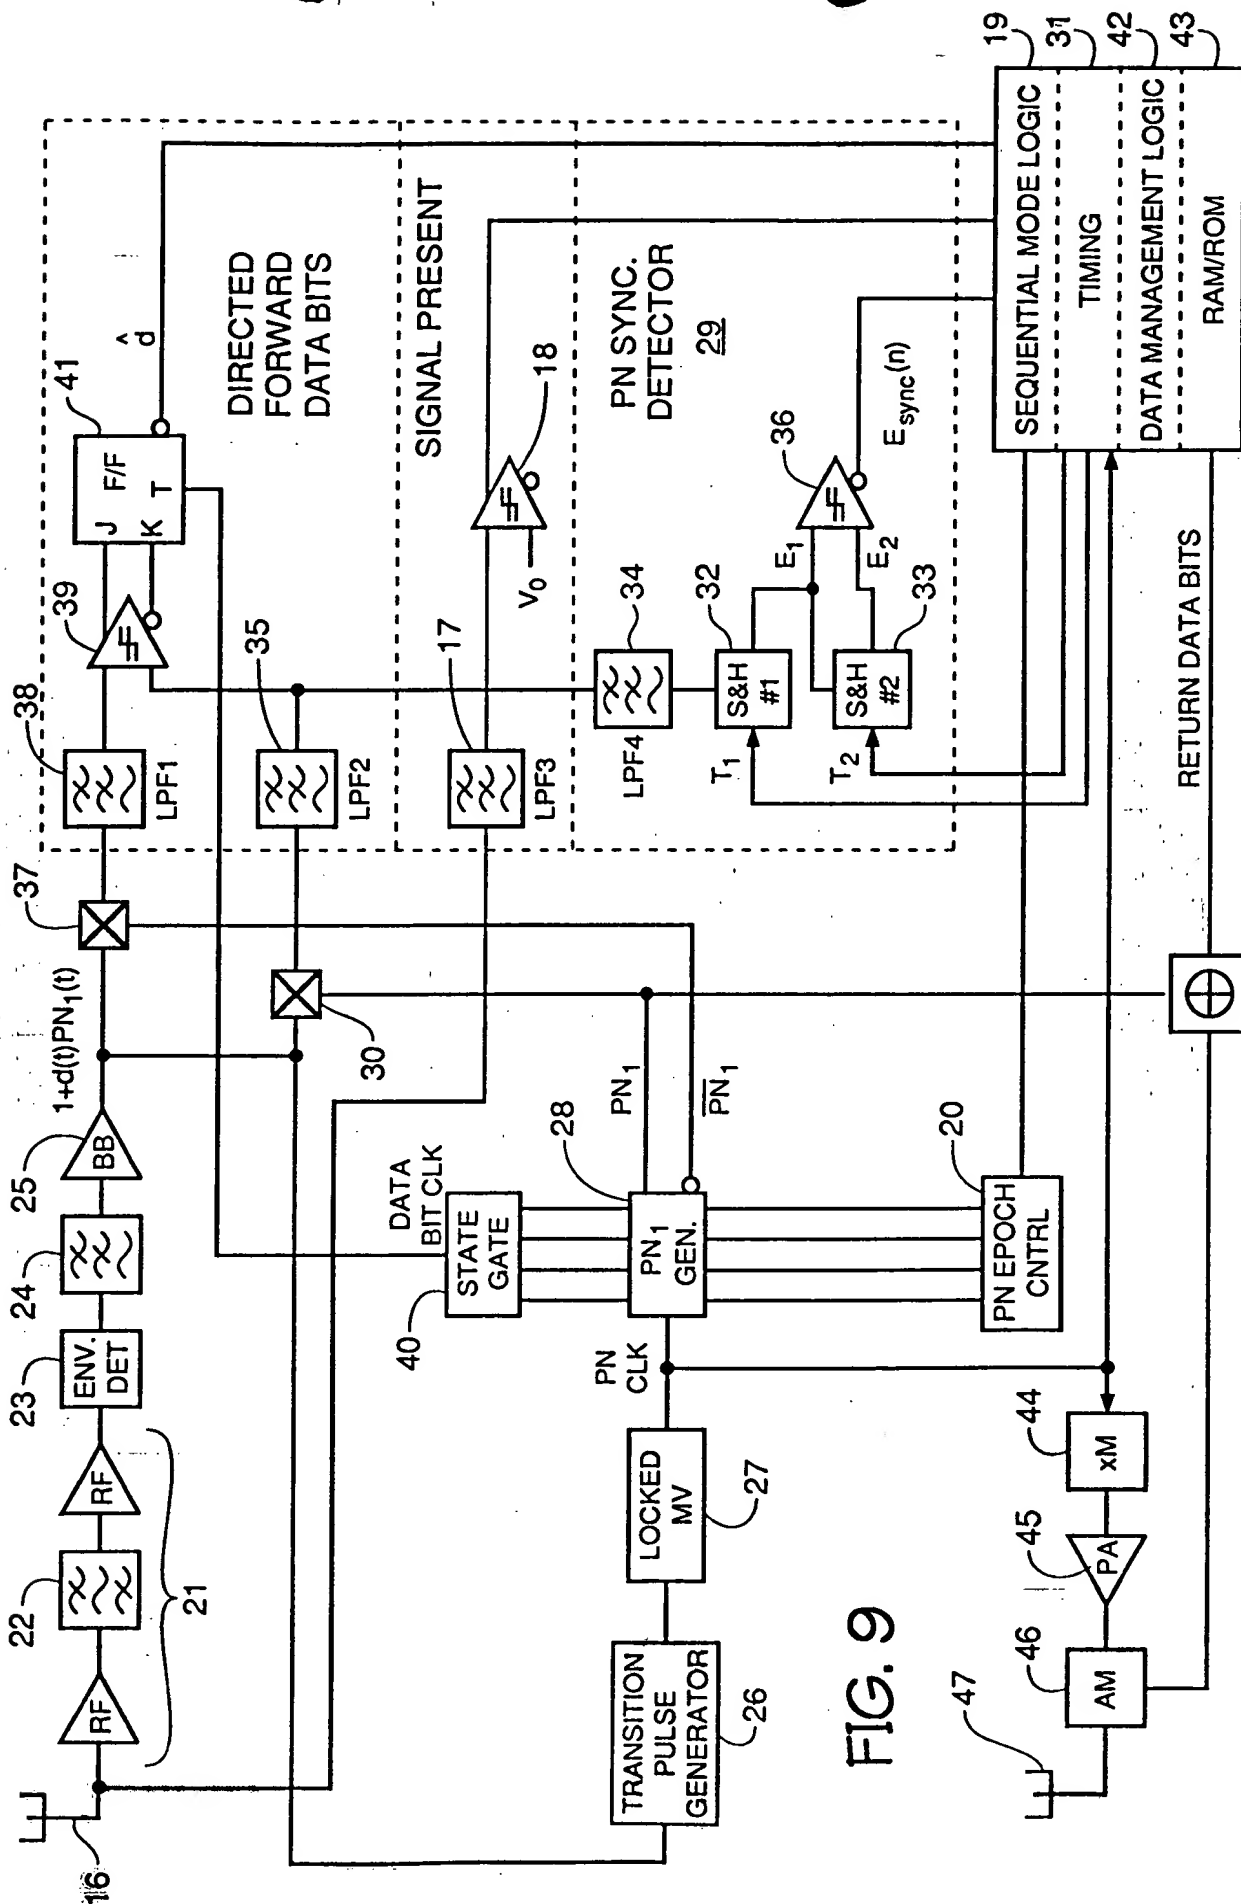 16
RF
22
RF
21
23
ENV.
DET
24
25
BB
1+d(t)PN1(t)
37
38
LPF1
39
J
K
F/F
T
41
d̂
DIRECTED
FORWARD
DATA BITS
30
35
LPF2
SIGNAL PRESENT
17
LPF3
V0
18
PN SYNC.
DETECTOR
29
LPF4
34
T1
S&H
#1
32
E1
T2
S&H
#2
33
E2
36
Esync(n)
DATA
BIT CLK
STATE
GATE
40
28
PN1
GEN.
PN1
P̅N̅1
PN
CLK
20
PN EPOCH
CNTRL
LOCKED
MV
27
TRANSITION
PULSE
GENERATOR
26
SEQUENTIAL MODE LOGIC
19
TIMING
31
DATA MANAGEMENT LOGIC
42
RAM/ROM
43
RETURN DATA BITS
44
xM
45
PA
46
AM
47
FIG. 9